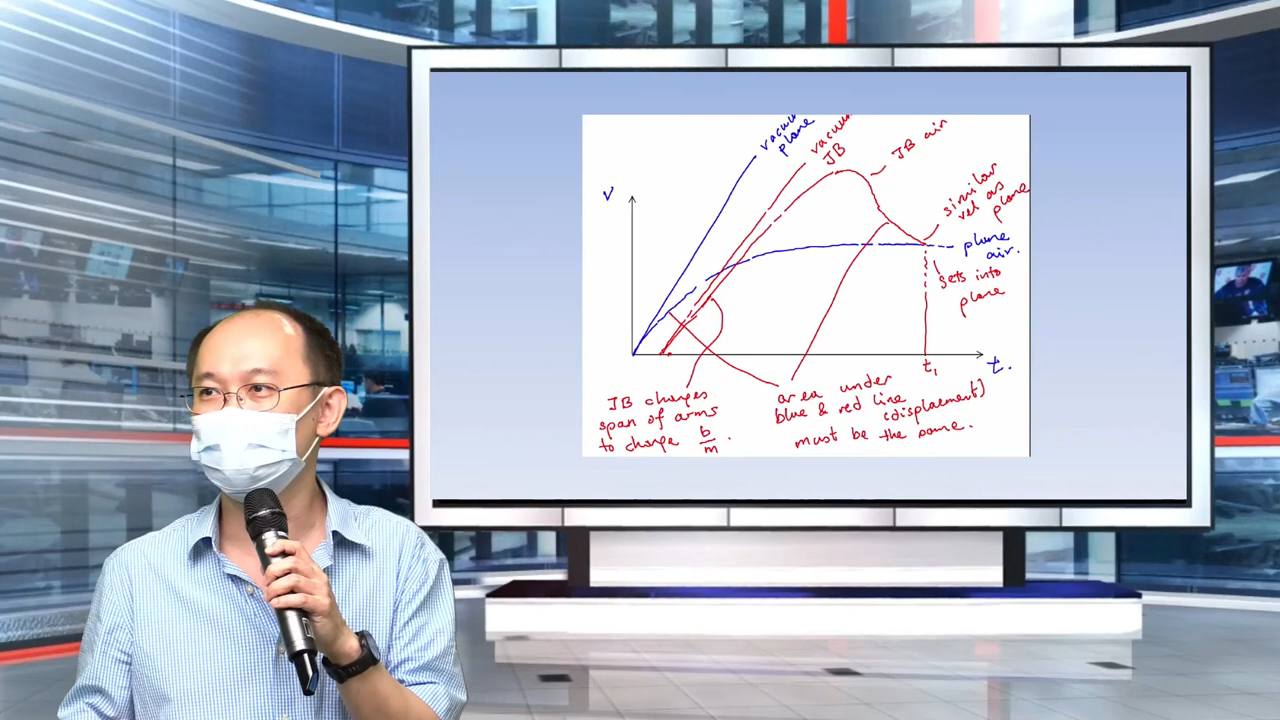 vacuum
plane
vacuum
JB
JB air
V
similar
vel as
plane
plane
air.
gets into
plane
t₁
t.
JB changes
span of arms
to change b/m.
area under
blue & red line
(displacement)
must be the same.